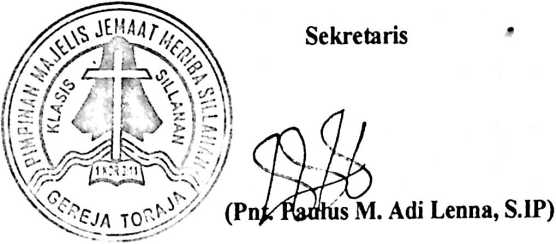 Sekretaris
PIMPINAN MAJELIS JEMAAT MERIBA SILLANAN
KLASIS SILLANAN
GEREJA TORAJA
(Pnt. Paulus M. Adi Lenna, S.IP)